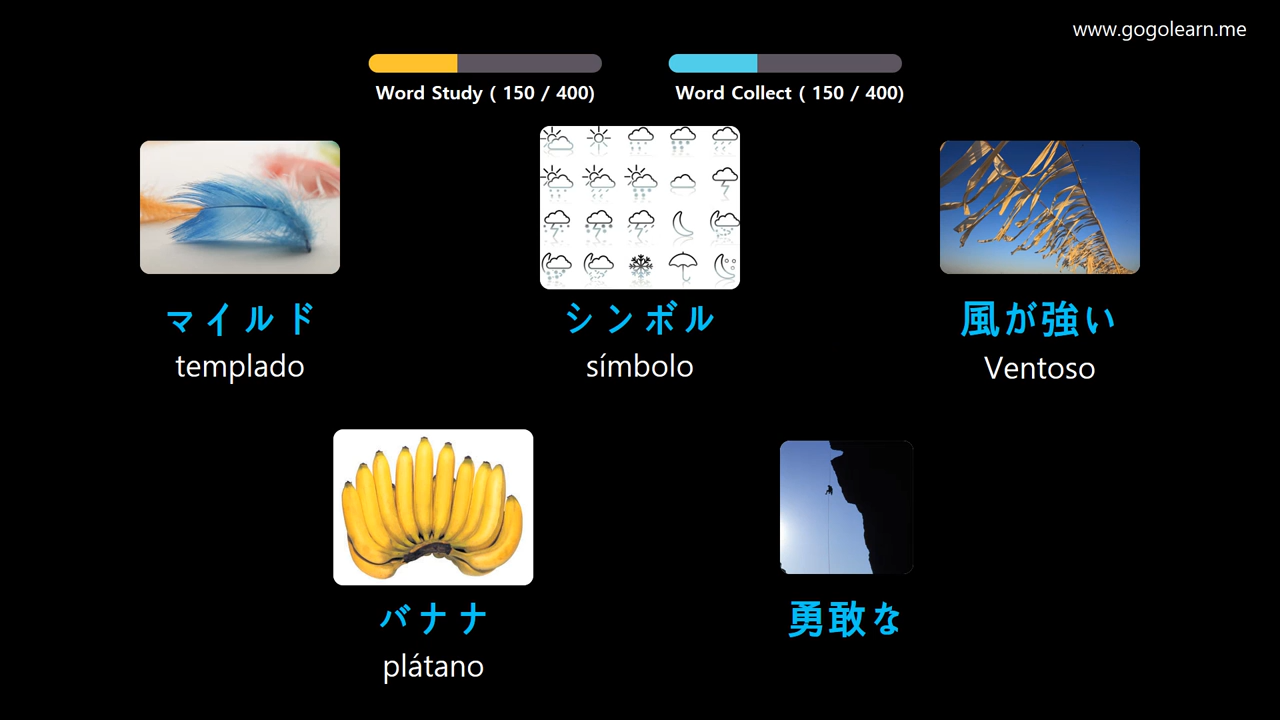 www.gogolearn.me
Word Study ( 150 / 400)
Word Collect ( 150 / 400)
マイルド
templado
シンボル
símbolo
風が強い
Ventoso
バナナ
plátano
勇敢な